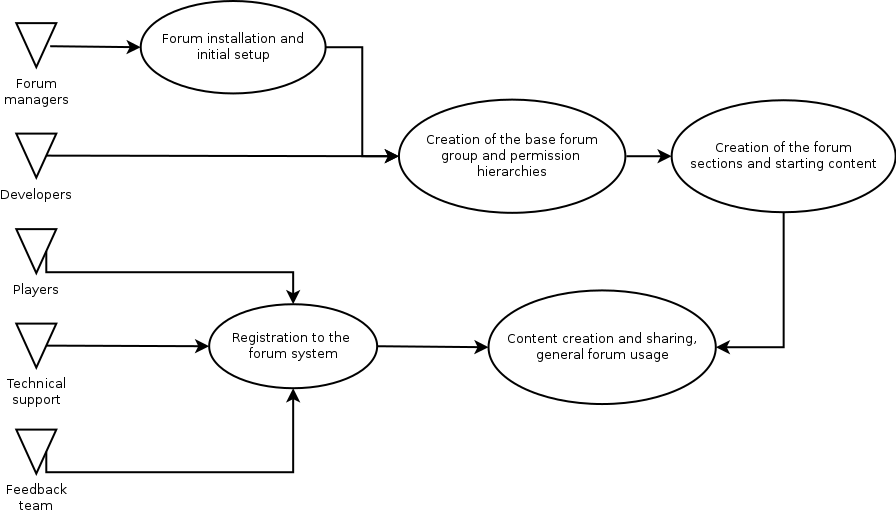 Forum installation and
initial setup
Forum
managers
Creation of the base forum
group and permission
hierarchies
Creation of the forum
sections and starting content
Developers
Players
Registration to the
forum system
Content creation and sharing,
general forum usage
Technical
support
Feedback
team